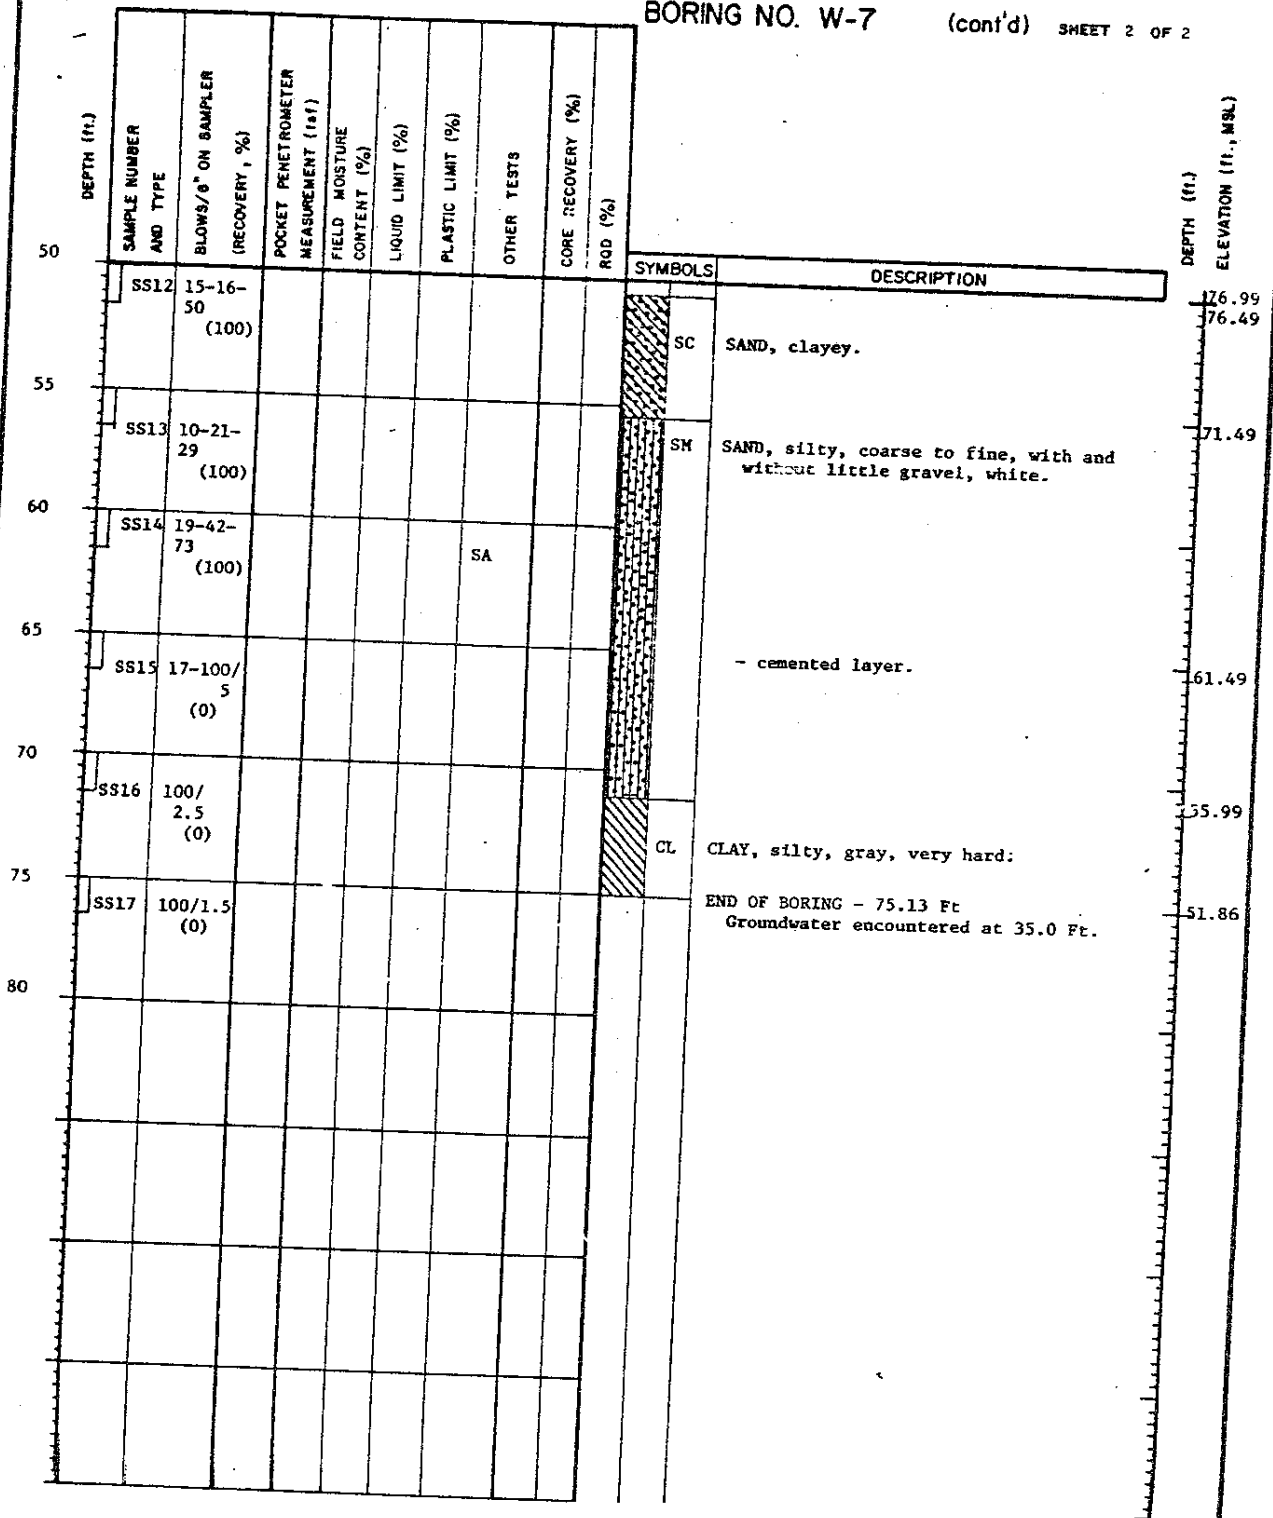 BORING NO. W-7 (cont'd) SHEET 2 OF 2
DEPTH (ft.)
SAMPLE NUMBER
AND TYPE
BLOWS/6" ON SAMPLER
(RECOVERY, %)
POCKET PENETROMETER
MEASUREMENT (tsf)
FIELD MOISTURE
CONTENT (%)
LIQUID LIMIT (%)
PLASTIC LIMIT (%)
OTHER TESTS
CORE RECOVERY (%)
RQD (%)
SYMBOLS
DESCRIPTION
DEPTH (ft.)
ELEVATION (ft., MSL)
50
SS12 15-16-
50
(100)
76.99
76.49
SC SAND, clayey.
55
SS13 10-21-
29
(100)
71.49
SM SAND, silty, coarse to fine, with and
without little gravel, white.
60
SS14 19-42-
73
(100)
SA
65
SS15 17-100/
5
(0)
- cemented layer.
61.49
70
SS16 100/
2.5
(0)
55.99
CL CLAY, silty, gray, very hard.
75
SS17 100/1.5
(0)
END OF BORING - 75.13 Ft
Groundwater encountered at 35.0 Ft.
51.86
80